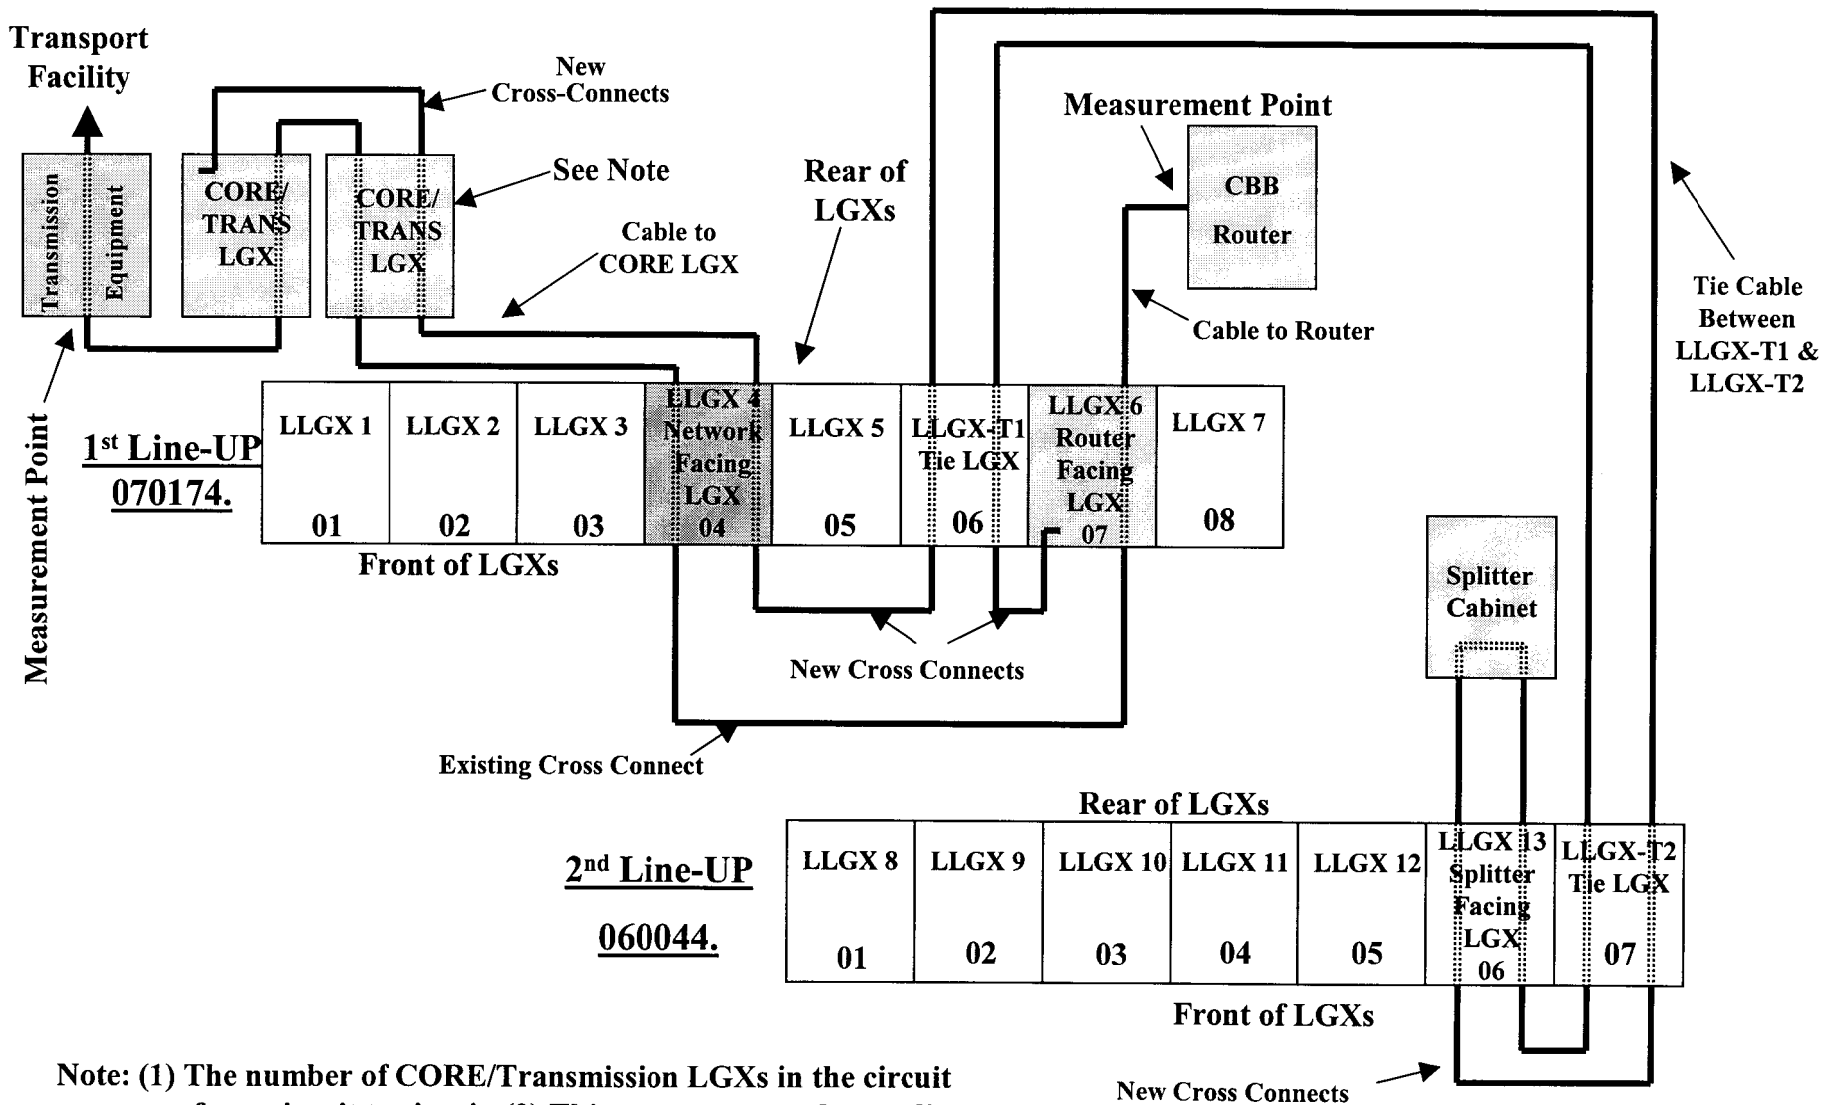 Transport
Facility
New
Cross-Connects
Measurement Point
See Note
Rear of
LGXs
Transmission
Equipment
CORE/
TRANS
LGX
CORE/
TRANS
LGX
CBB
Router
Cable to
CORE LGX
Cable to Router
Tie Cable
Between
LLGX-T1 &
LLGX-T2
Measurement Point
1st Line-UP
070174.
LLGX 1
01
LLGX 2
02
LLGX 3
03
LLGX 4
Network
Facing
LGX
04
LLGX 5
05
LLGX-T1
Tie LGX
06
LLGX 6
Router
Facing
LGX
07
LLGX 7
08
Front of LGXs
New Cross Connects
Existing Cross Connect
Splitter
Cabinet
Rear of LGXs
2nd Line-UP
060044.
LLGX 8
01
LLGX 9
02
LLGX 10
03
LLGX 11
04
LLGX 12
05
LLGX 13
Splitter
Facing
LGX
06
LLGX-T2
Tie LGX
07
Front of LGXs
New Cross Connects
Note: (1) The number of CORE/Transmission LGXs in the circuit